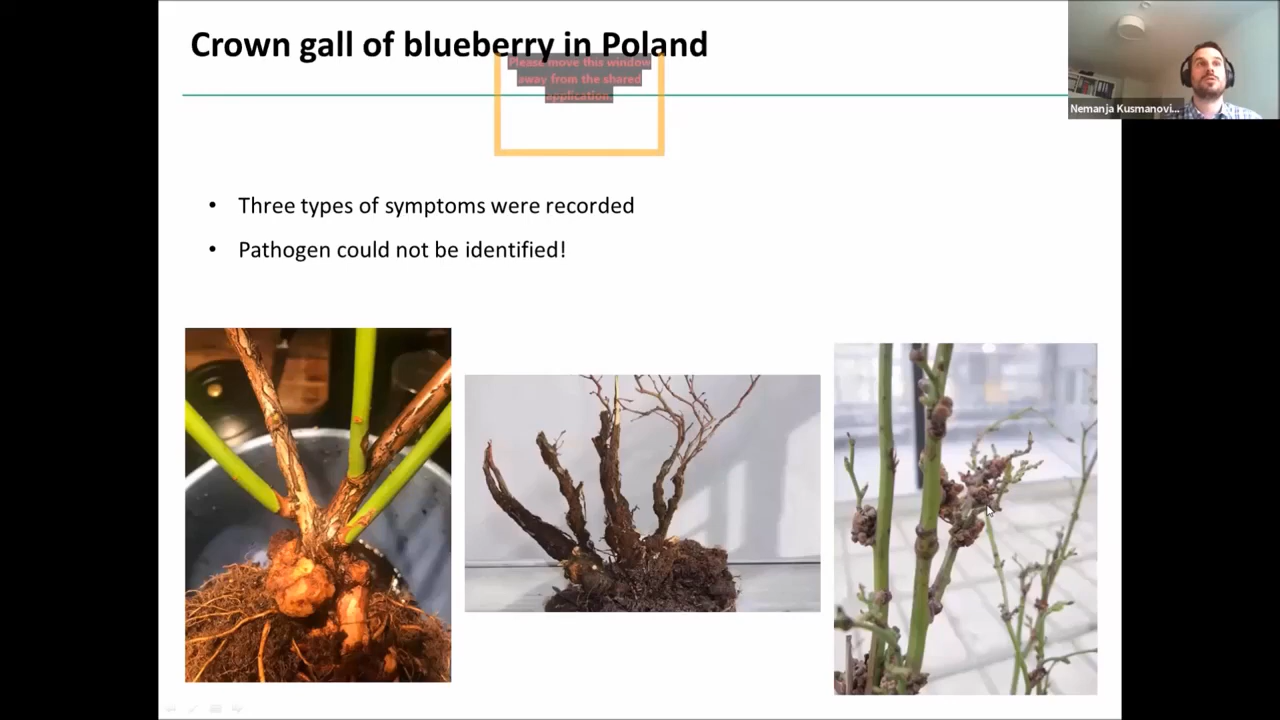 Crown gall of blueberry in Poland
Please move this window
away from the shared
application.
Nemanja Kusmanovi...
• Three types of symptoms were recorded
• Pathogen could not be identified!